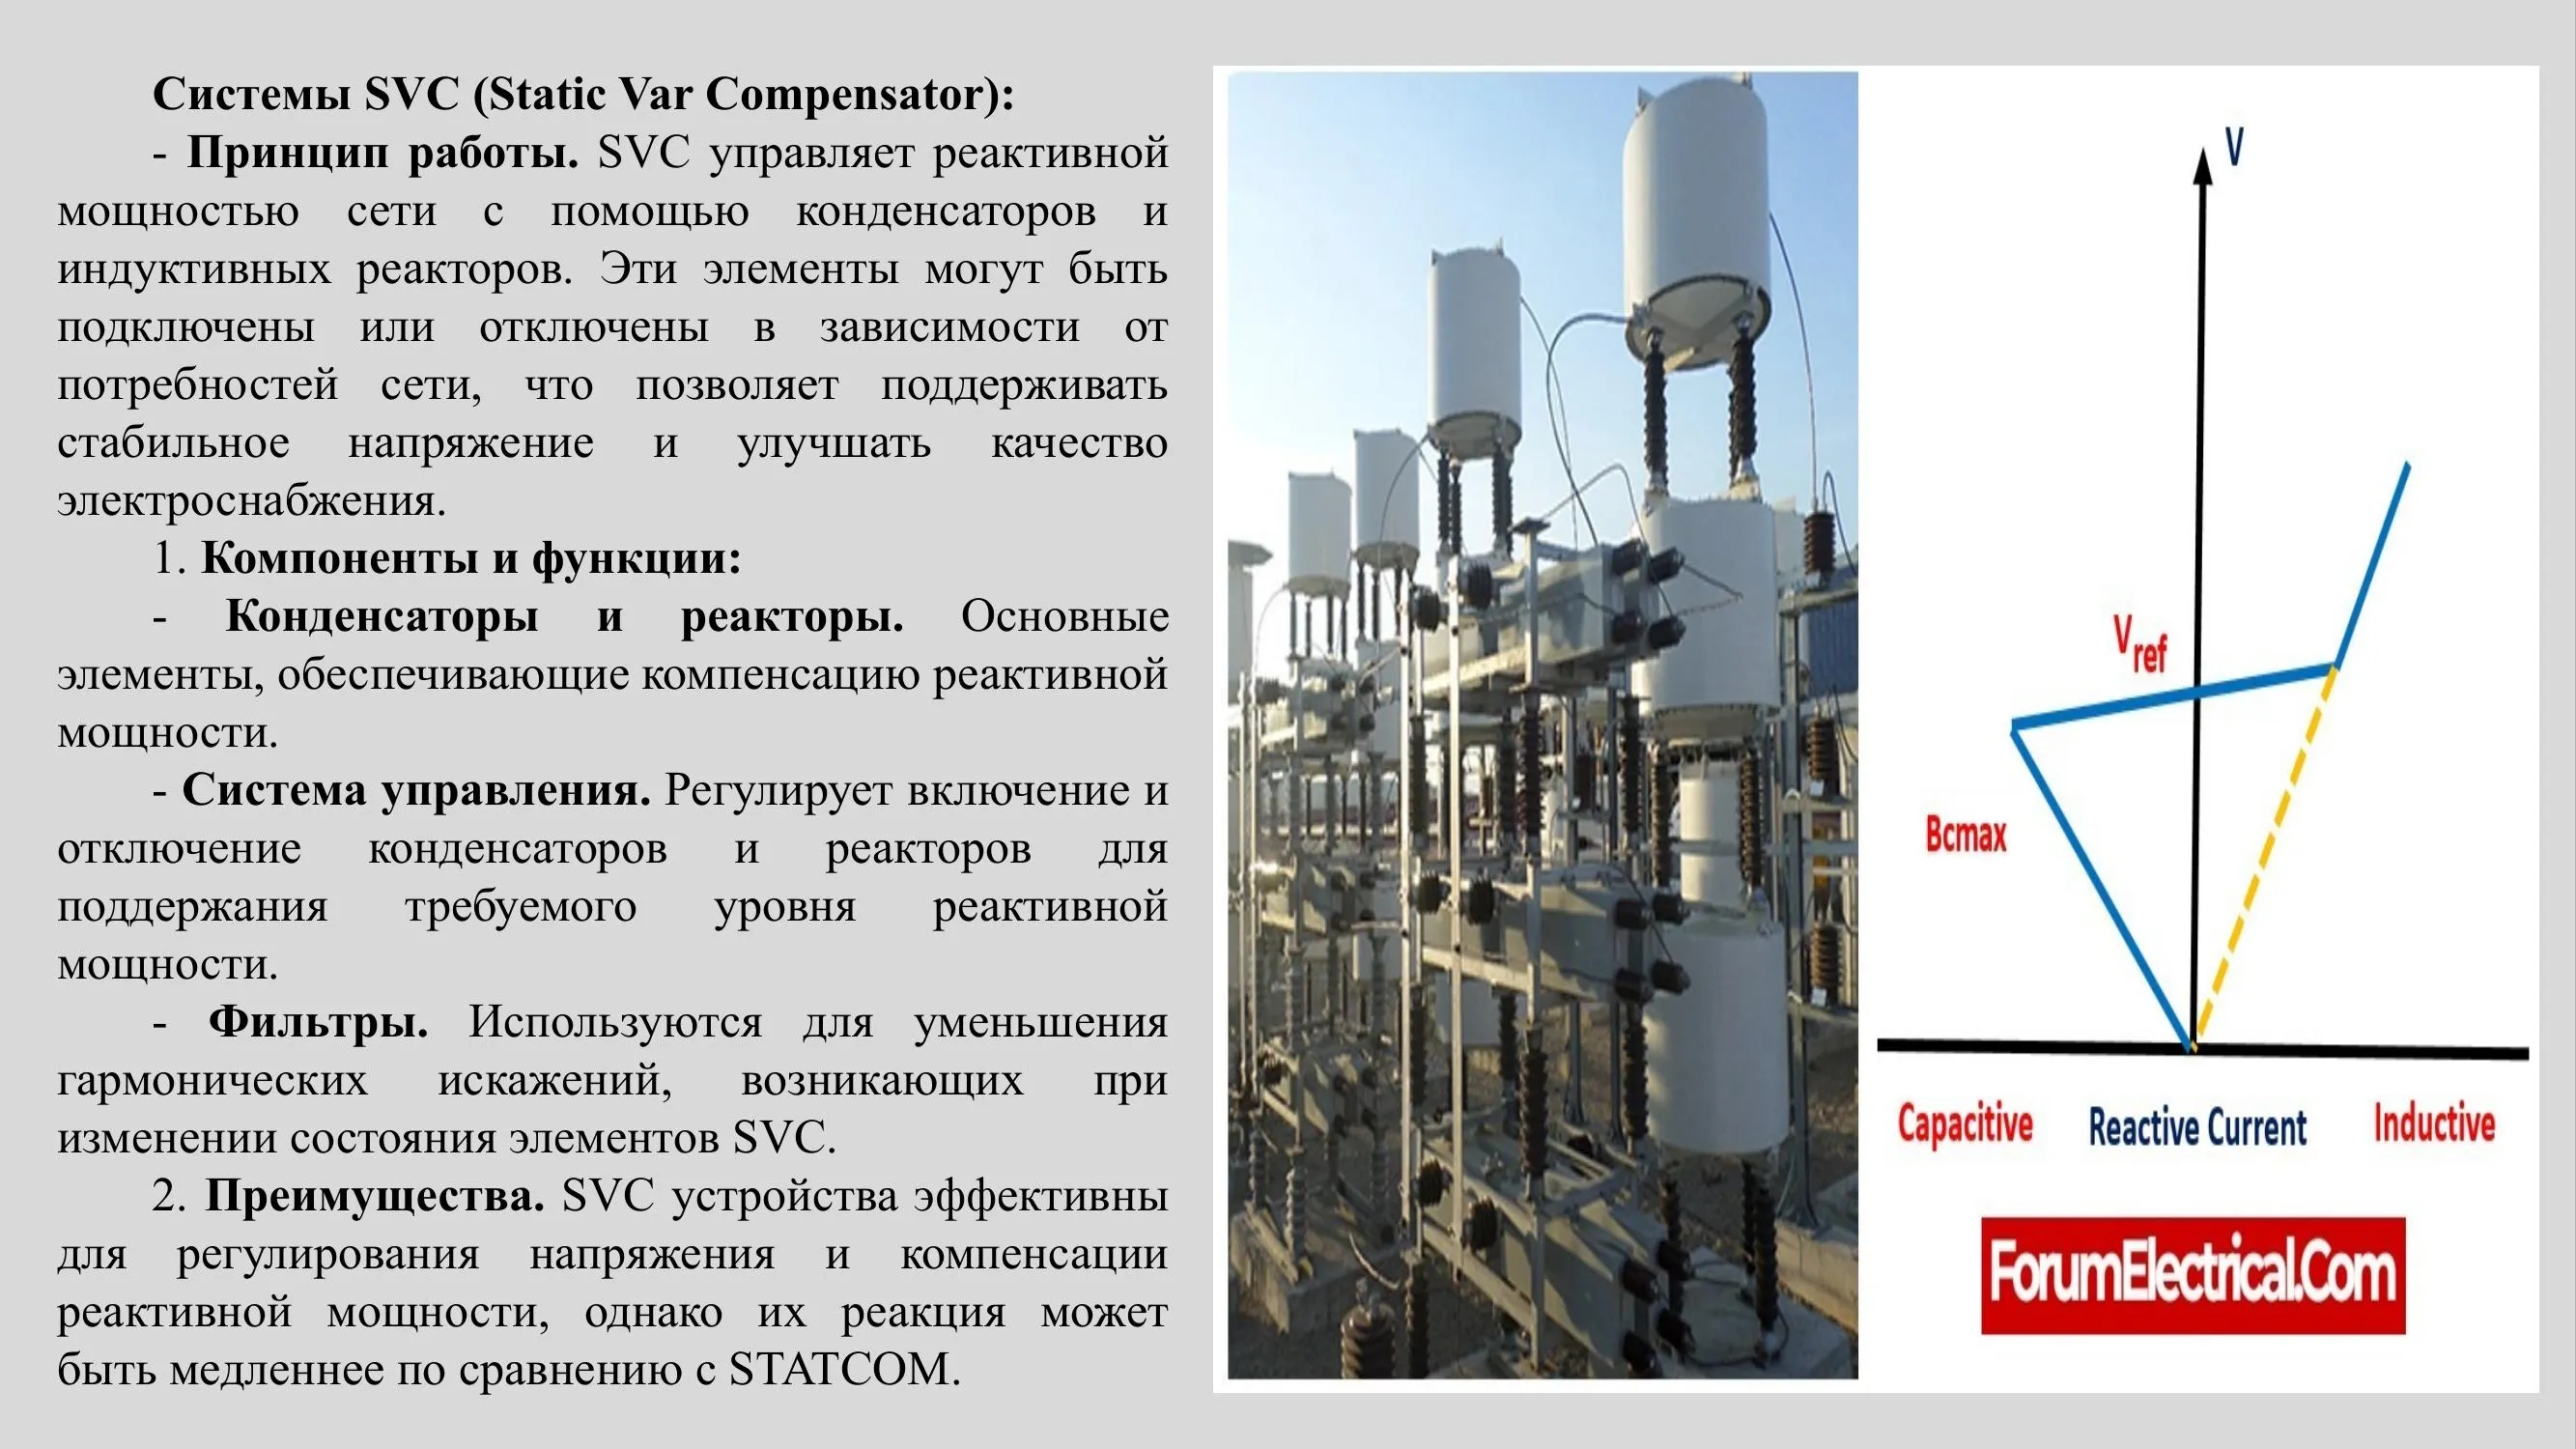 Системы SVC (Static Var Compensator):
- Принцип работы. SVC управляет реактивной
мощностью сети с помощью конденсаторов и
индуктивных реакторов. Эти элементы могут быть
подключены или отключены в зависимости от
потребностей сети, что позволяет поддерживать
стабильное напряжение и улучшать качество
электроснабжения.
1. Компоненты и функции:
- Конденсаторы и реакторы. Основные
элементы, обеспечивающие компенсацию реактивной
мощности.
- Система управления. Регулирует включение и
отключение конденсаторов и реакторов для
поддержания требуемого уровня реактивной
мощности.
- Фильтры. Используются для уменьшения
гармонических искажений, возникающих при
изменении состояния элементов SVC.
2. Преимущества. SVC устройства эффективны
для регулирования напряжения и компенсации
реактивной мощности, однако их реакция может
быть медленнее по сравнению с STATCOM.
V
Vref
Bcmax
Capacitive Reactive Current Inductive
ForumElectrical.Com